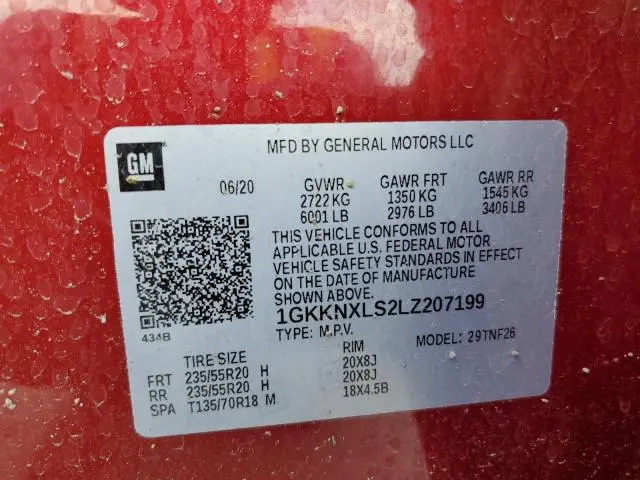 GM
MFD BY GENERAL MOTORS LLC
06/20 GVWR GAWR FRT GAWR RR
2722 KG 1350 KG 1545 KG
6001 LB 2976 LB 3406 LB
THIS VEHICLE CONFORMS TO ALL
APPLICABLE U.S. FEDERAL MOTOR
VEHICLE SAFETY STANDARDS IN EFFECT
ON THE DATE OF MANUFACTURE
SHOWN ABOVE.
1GKKNXLS2LZ207199
434B TYPE: M.P.V. MODEL: 29TNF26
TIRE SIZE RIM
FRT 235/55R20 H 20X8J
RR 235/55R20 H 20X8J
SPA T135/70R18 M 18X4.5B